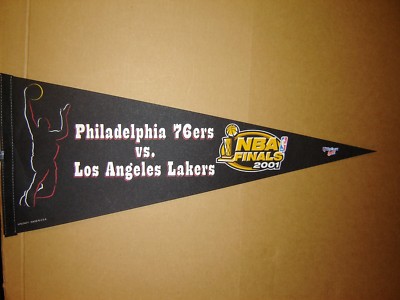 Philadelphia 76ers
vs.
Los Angeles Lakers
NBA
FINALS
2001